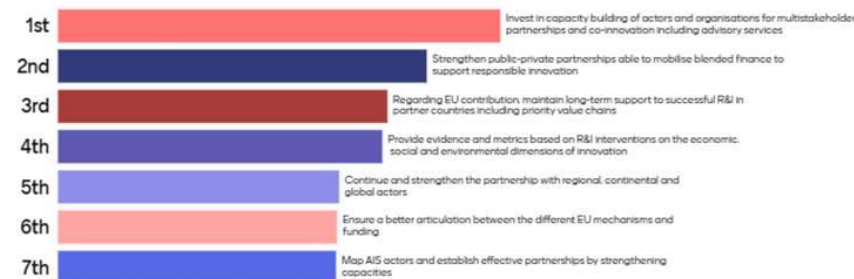 1st
Invest in capacity building of actors and organisations for multistakeholder
partnerships and co-innovation including advisory services
2nd
Strengthen public-private partnerships able to mobilise blended finance to
support responsible innovation
3rd
Regarding EU contribution, maintain long-term support to successful R&I in
partner countries including priority value chains
4th
Provide evidence and metrics based on R&I interventions on the economic,
social and environmental dimensions of innovation
5th
Continue and strengthen the partnership with regional, continental and
global actors
6th
Ensure a better articulation between the different EU mechanisms and
funding
7th
Map AIS actors and establish effective partnerships by strengthening
capacities